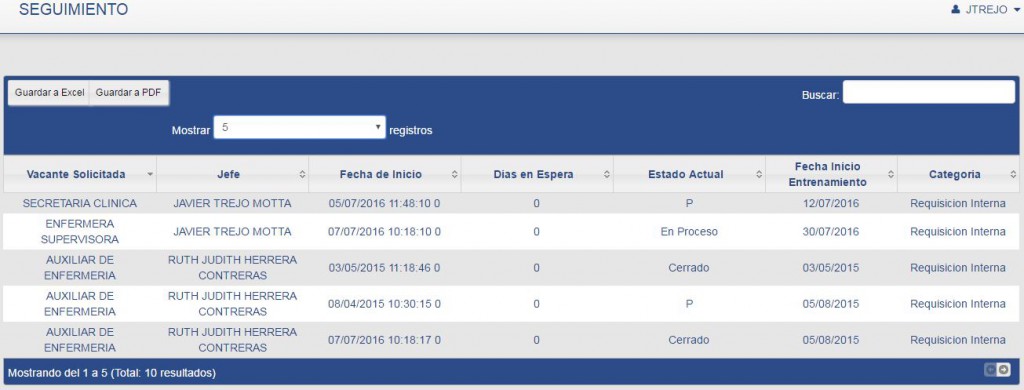 SEGUIMIENTO
JTREJO
Guardar a Excel Guardar a PDF
Buscar:
Mostrar 5 registros
Vacante Solicitada Jefe Fecha de Inicio Dias en Espera Estado Actual Fecha Inicio Entrenamiento Categoria
SECRETARIA CLINICA JAVIER TREJO MOTTA 05/07/2016 11:48:10 0 0 P 12/07/2016 Requisicion Interna
ENFERMERA SUPERVISORA JAVIER TREJO MOTTA 07/07/2016 10:18:10 0 0 En Proceso 30/07/2016 Requisicion Interna
AUXILIAR DE ENFERMERIA RUTH JUDITH HERRERA CONTRERAS 03/05/2015 11:18:46 0 0 Cerrado 03/05/2015 Requisicion Interna
AUXILIAR DE ENFERMERIA RUTH JUDITH HERRERA CONTRERAS 08/04/2015 10:30:15 0 0 P 05/08/2015 Requisicion Interna
AUXILIAR DE ENFERMERIA RUTH JUDITH HERRERA CONTRERAS 07/07/2016 10:18:17 0 0 Cerrado 05/08/2015 Requisicion Interna
Mostrando del 1 a 5 (Total: 10 resultados)